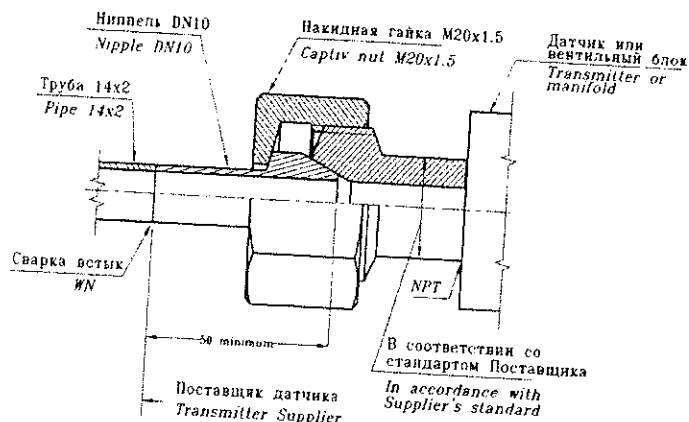 Ниппель DN10
Nipple DN10
Накидная гайка M20x1.5
Captiv nut M20x1.5
Датчик или
вентильный блок
Transmitter or
manifold
Труба 14x2
Pipe 14x2
Сварка встык
WN
NPT
50 minimum
В соответствии со
стандартом Поставщика
In accordance with
Supplier's standard
Поставщик датчика
Transmitter Supplier